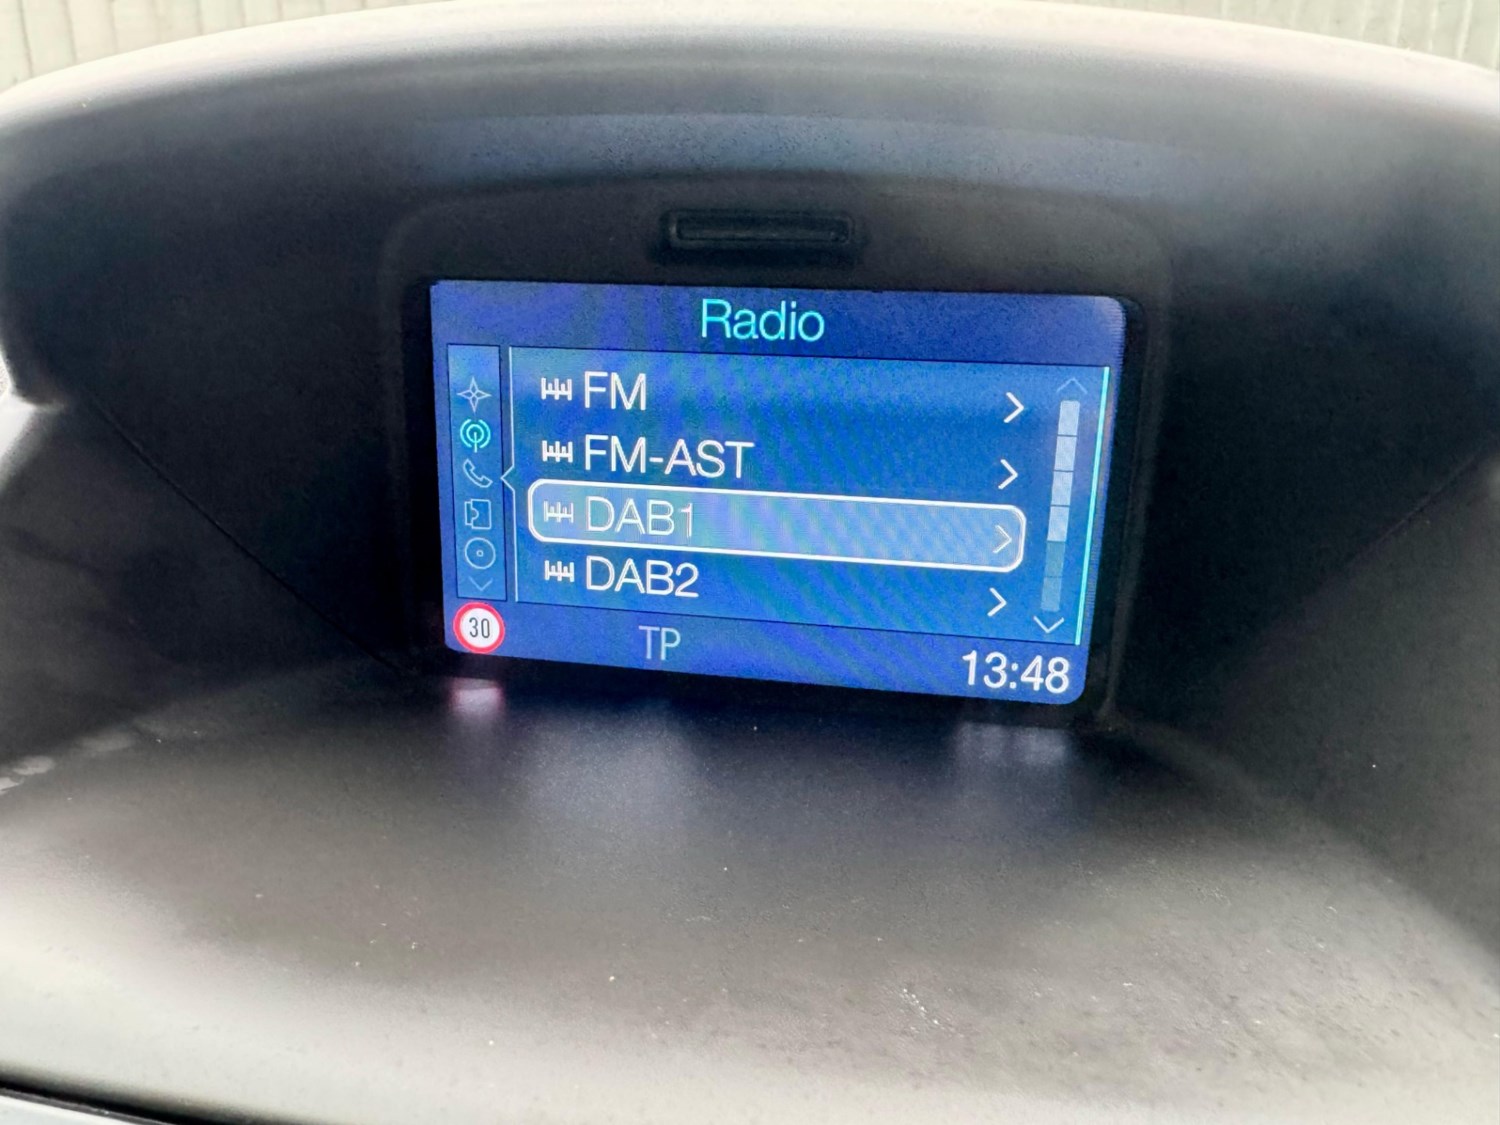 Radio
FM
FM-AST
DAB1
DAB2
30
TP
13:48